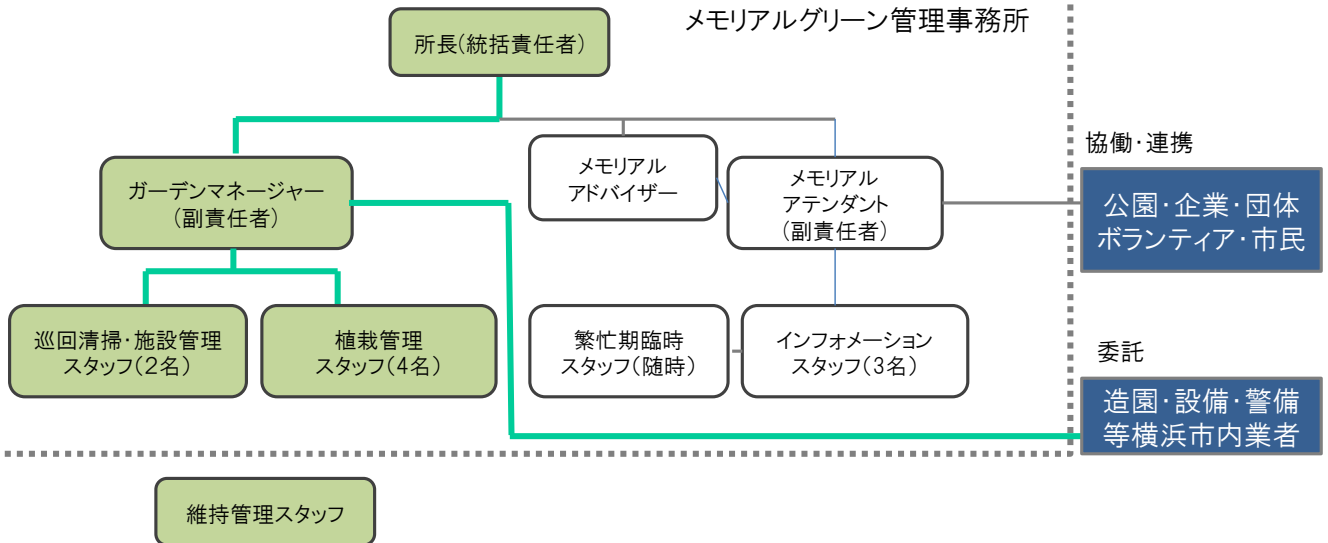 メモリアルグリーン管理事務所
所長(統括責任者)
協働・連携
ガーデンマネージャー
(副責任者)
メモリアル
アドバイザー
メモリアル
アテンダント
(副責任者)
公園・企業・団体
ボランティア・市民
巡回清掃・施設管理
スタッフ(2名)
植栽管理
スタッフ(4名)
繁忙期臨時
スタッフ(随時)
インフォメーション
スタッフ(3名)
委託
造園・設備・警備
等横浜市内業者
維持管理スタッフ